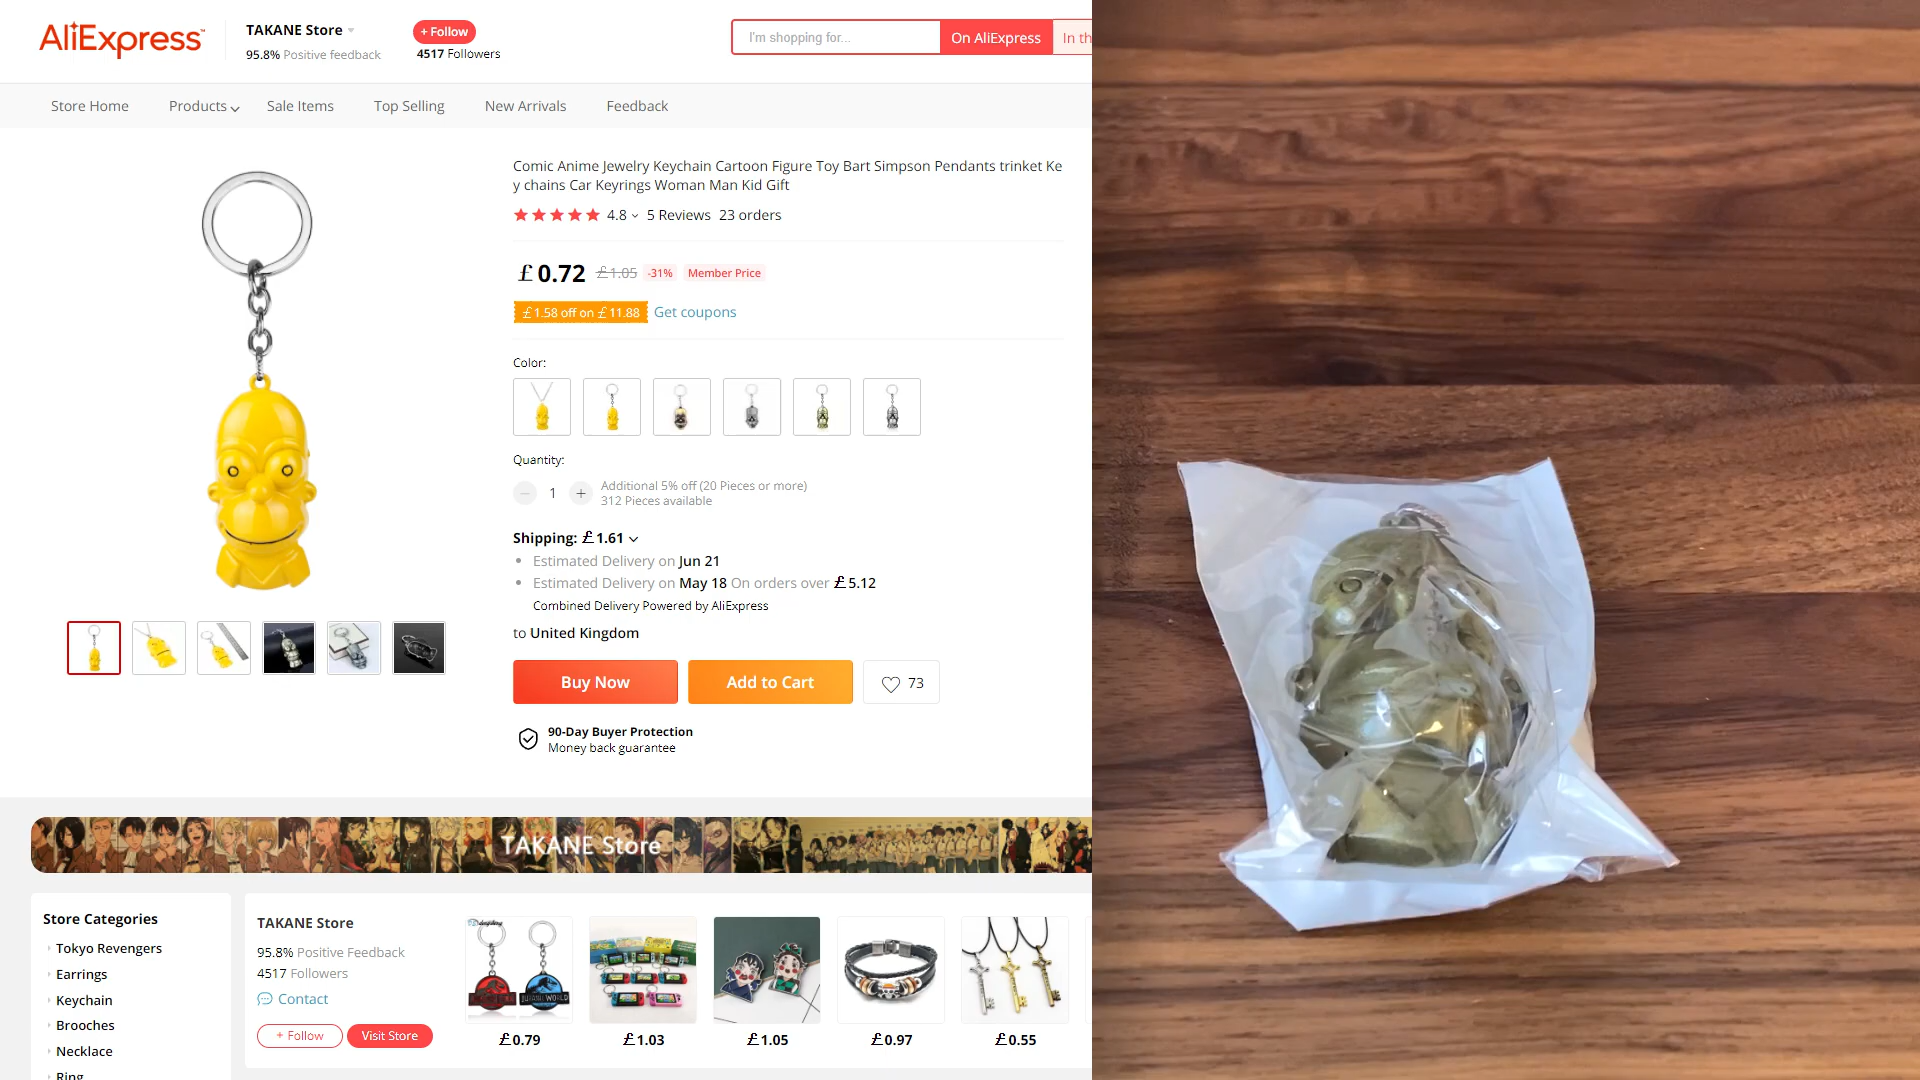 AliExpress™
TAKANE Store
95.8% Positive feedback
+ Follow
4517 Followers
I'm shopping for...
On AliExpress
In th
Store Home
Products
Sale Items
Top Selling
New Arrivals
Feedback
Comic Anime Jewelry Keychain Cartoon Figure Toy Bart Simpson Pendants trinket Ke
y chains Car Keyrings Woman Man Kid Gift
4.8
5 Reviews
23 orders
£0.72
£1.05
-31%
Member Price
£1.58 off on £11.88
Get coupons
Color:
Quantity:
1
Additional 5% off (20 Pieces or more)
312 Pieces available
Shipping: £1.61
Estimated Delivery on Jun 21
Estimated Delivery on May 18 On orders over £5.12
Combined Delivery Powered by AliExpress
to United Kingdom
Buy Now
Add to Cart
73
90-Day Buyer Protection
Money back guarantee
TAKANE Store
Store Categories
Tokyo Revengers
Earrings
Keychain
Brooches
Necklace
Ring
TAKANE Store
95.8% Positive Feedback
4517 Followers
Contact
+ Follow
Visit Store
£0.79
£1.03
£1.05
£0.97
£0.55